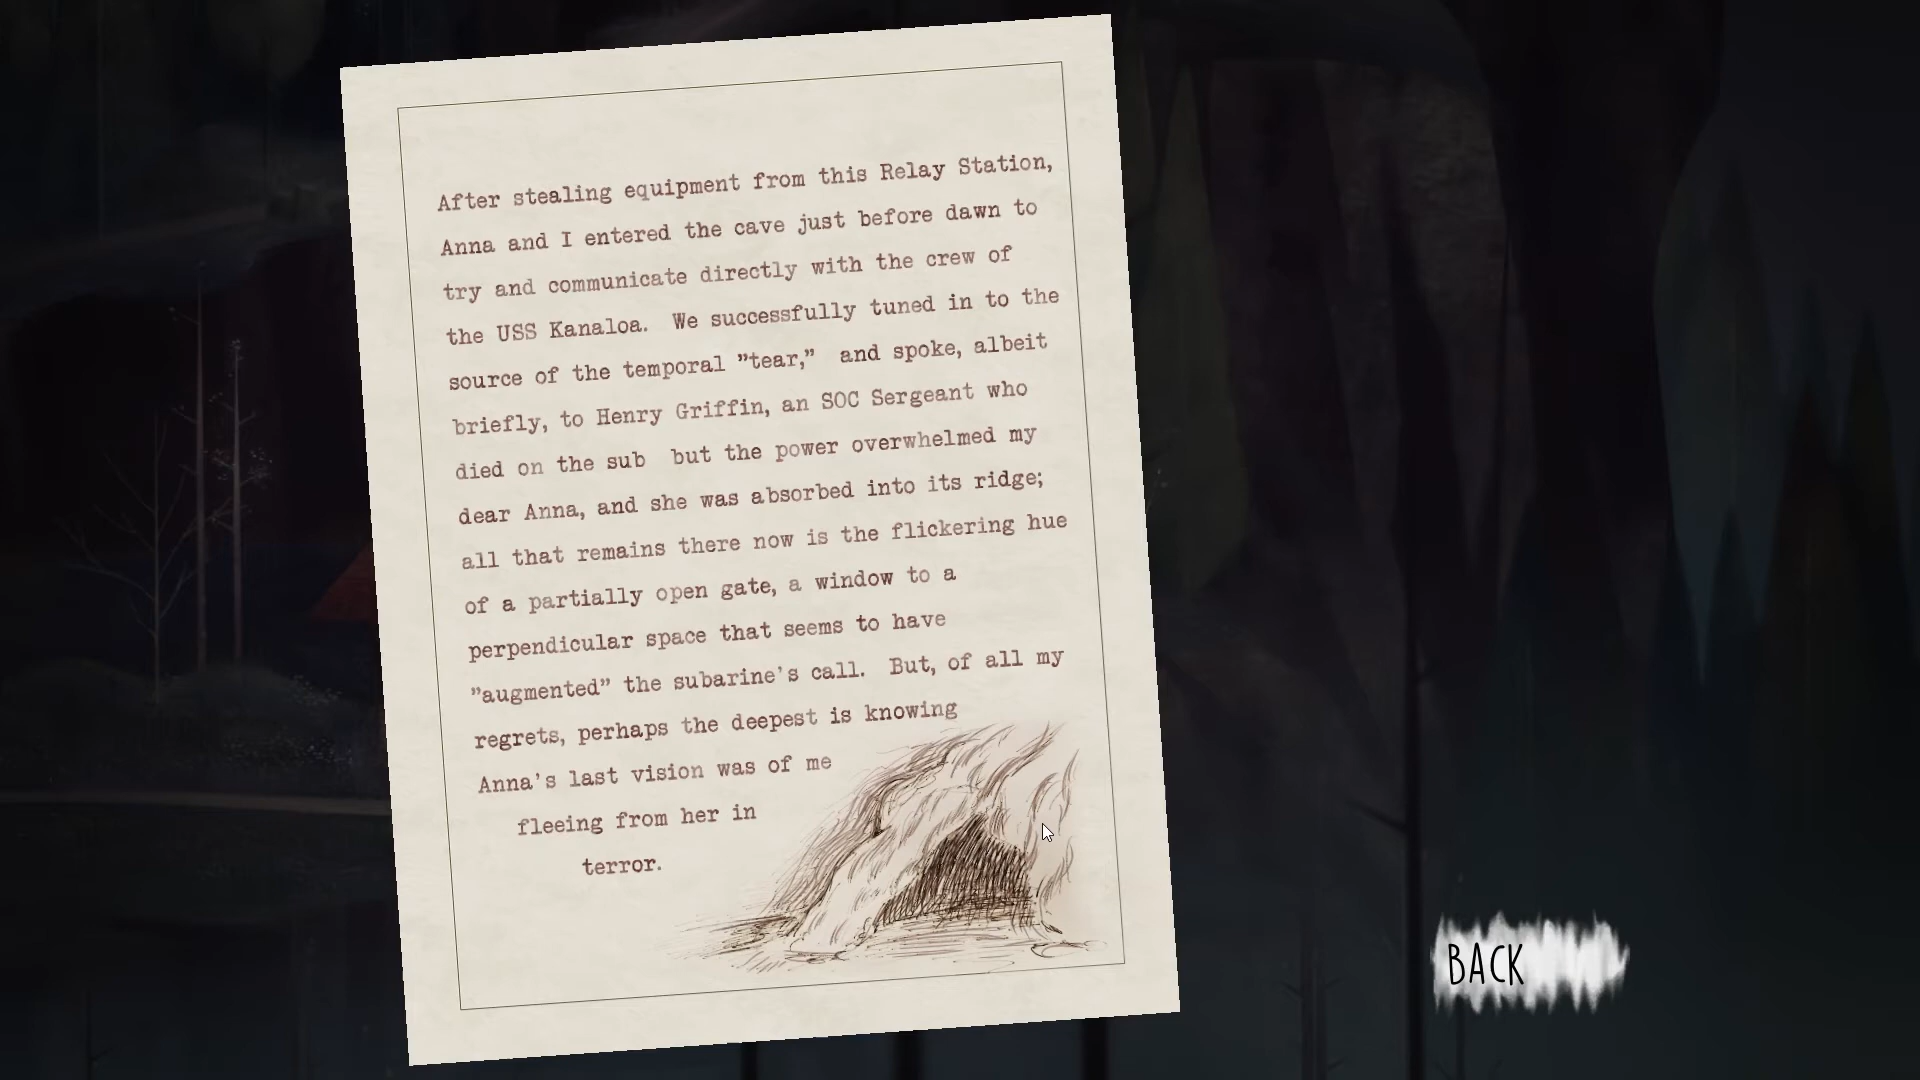 After stealing equipment from this Relay Station,
Anna and I entered the cave just before dawn to
try and communicate directly with the crew of
the USS Kanaloa.  We successfully tuned in to the
source of the temporal ”tear,”  and spoke, albeit
briefly, to Henry Griffin, an SOC Sergeant who
died on the sub  but the power overwhelmed my
dear Anna, and she was absorbed into its ridge;
all that remains there now is the flickering hue
of a partially open gate, a window to a
perpendicular space that seems to have
”augmented” the subarine's call.  But, of all my
regrets, perhaps the deepest is knowing
Anna's last vision was of me
fleeing from her in
terror.
BACK